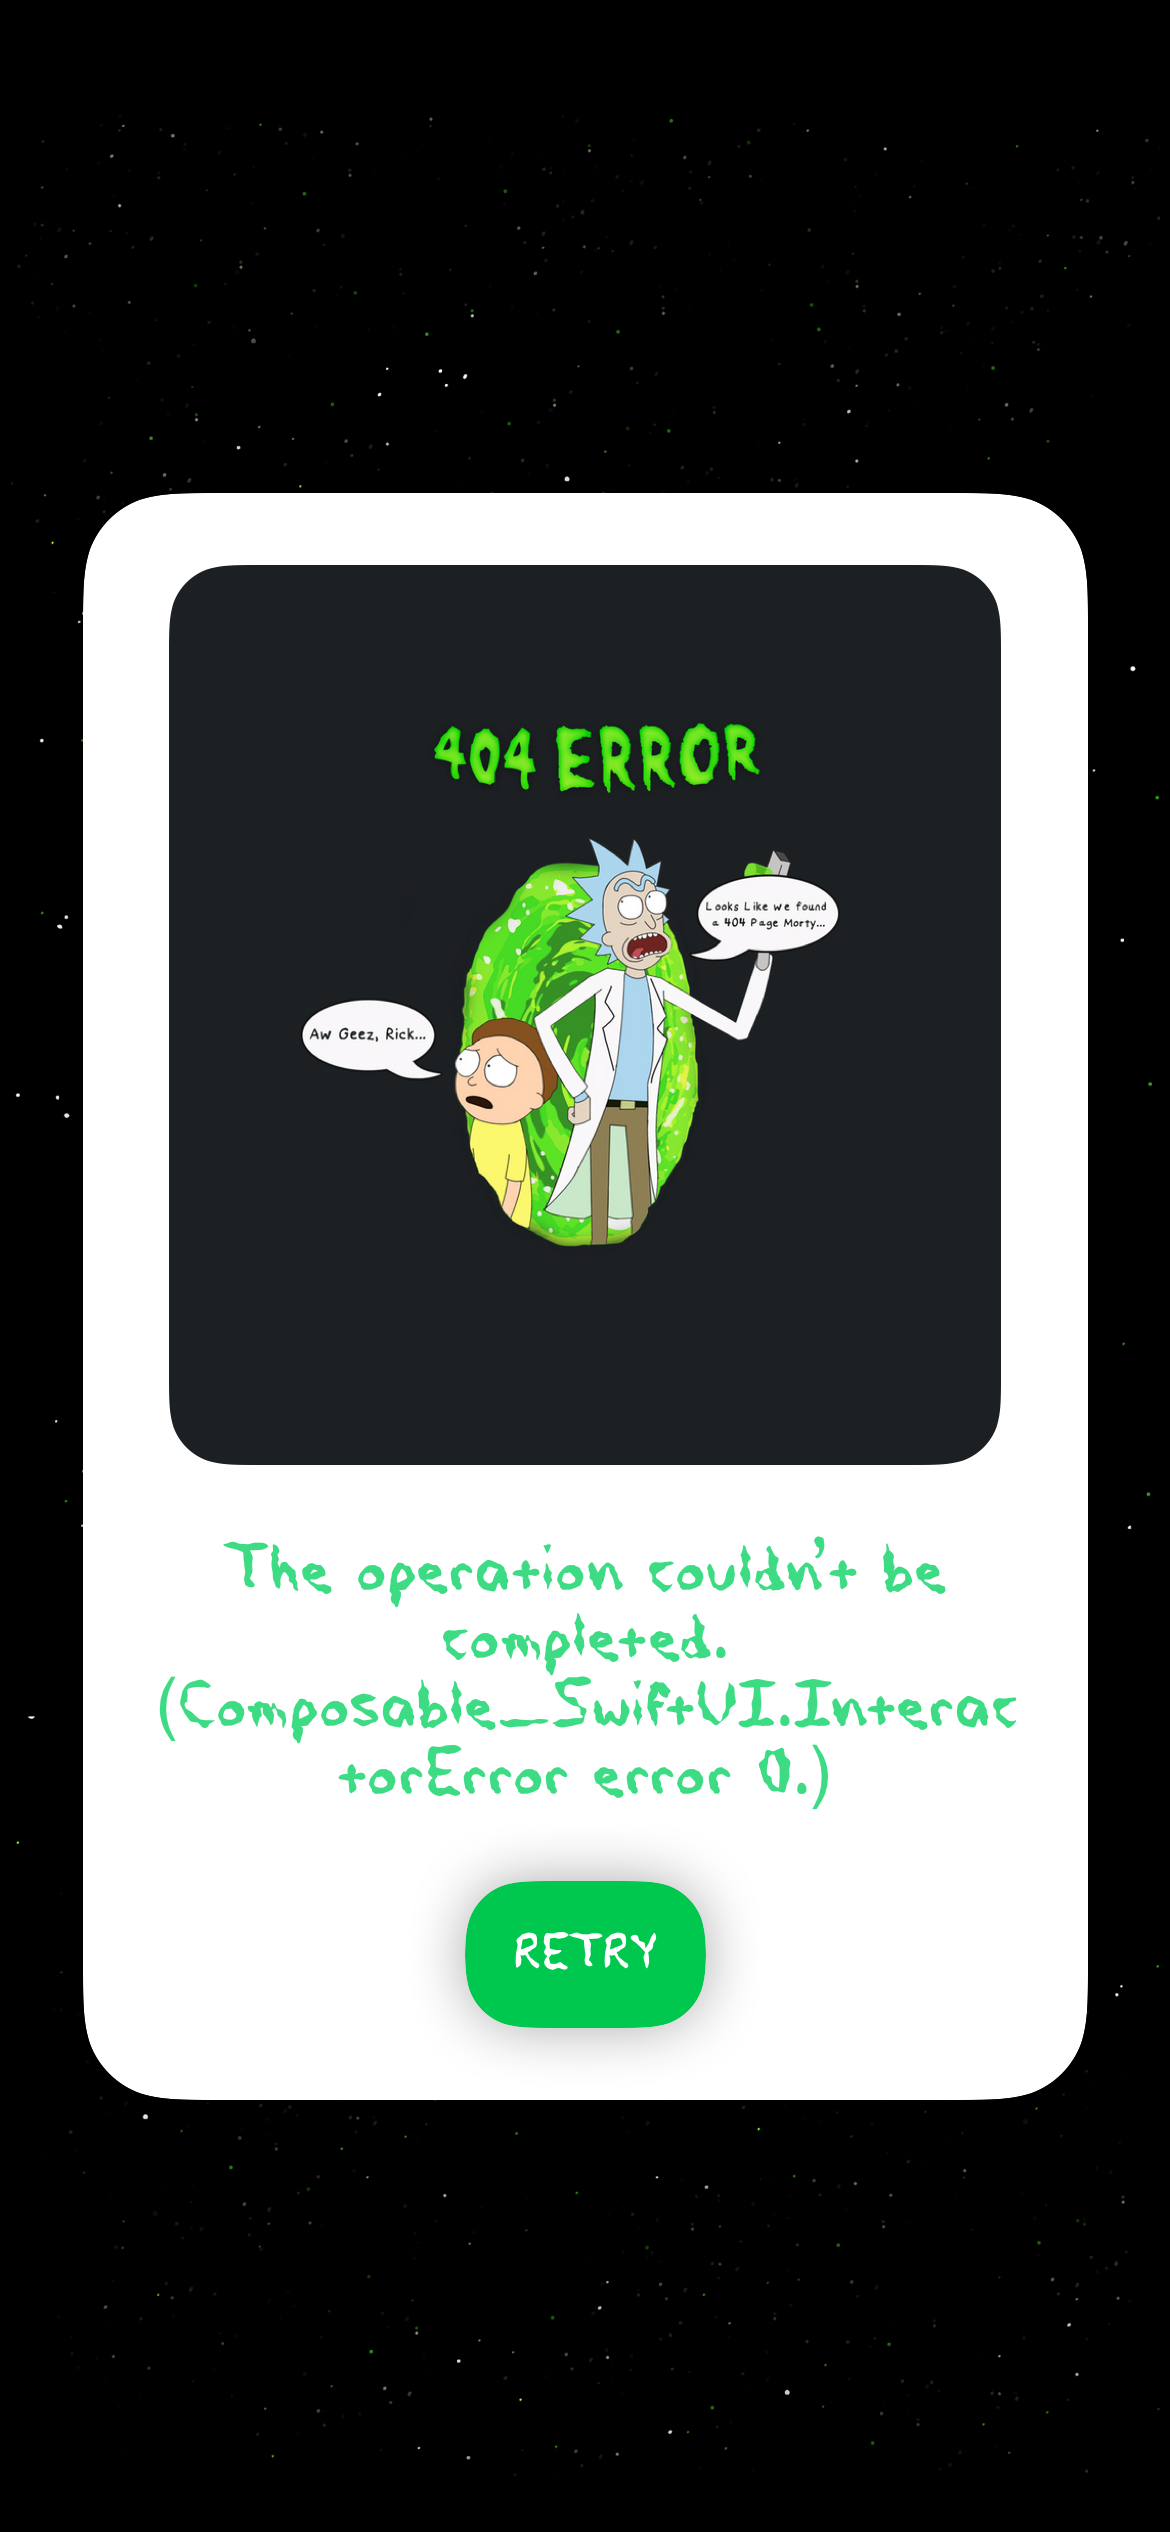 404 ERROR
Looks Like we found
a 404 Page Morty...
Aw Geez, Rick...
The operation couldn't be
completed.
(Composable_SwiftUI.Interac
torError error 0.)
RETRY